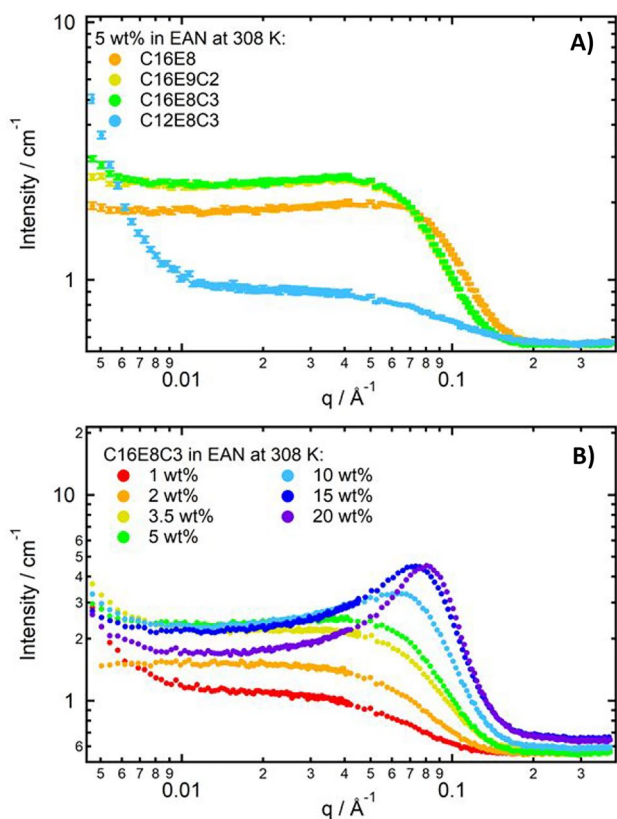 A)
5 wt% in EAN at 308 K:
C16E8
C16E9C2
C16E8C3
C12E8C3
10
1
Intensity / cm-1
5 6 7 8 9 0.01 2 3 4 5 6 7 8 9 0.1 2 3
q / Å-1
B)
C16E8C3 in EAN at 308 K:
1 wt% 10 wt%
2 wt% 15 wt%
3.5 wt% 20 wt%
5 wt%
2
10
6
5
4
3
2
1
6
Intensity / cm-1
5 6 7 8 9 0.01 2 3 4 5 6 7 8 9 0.1 2 3
q / Å-1